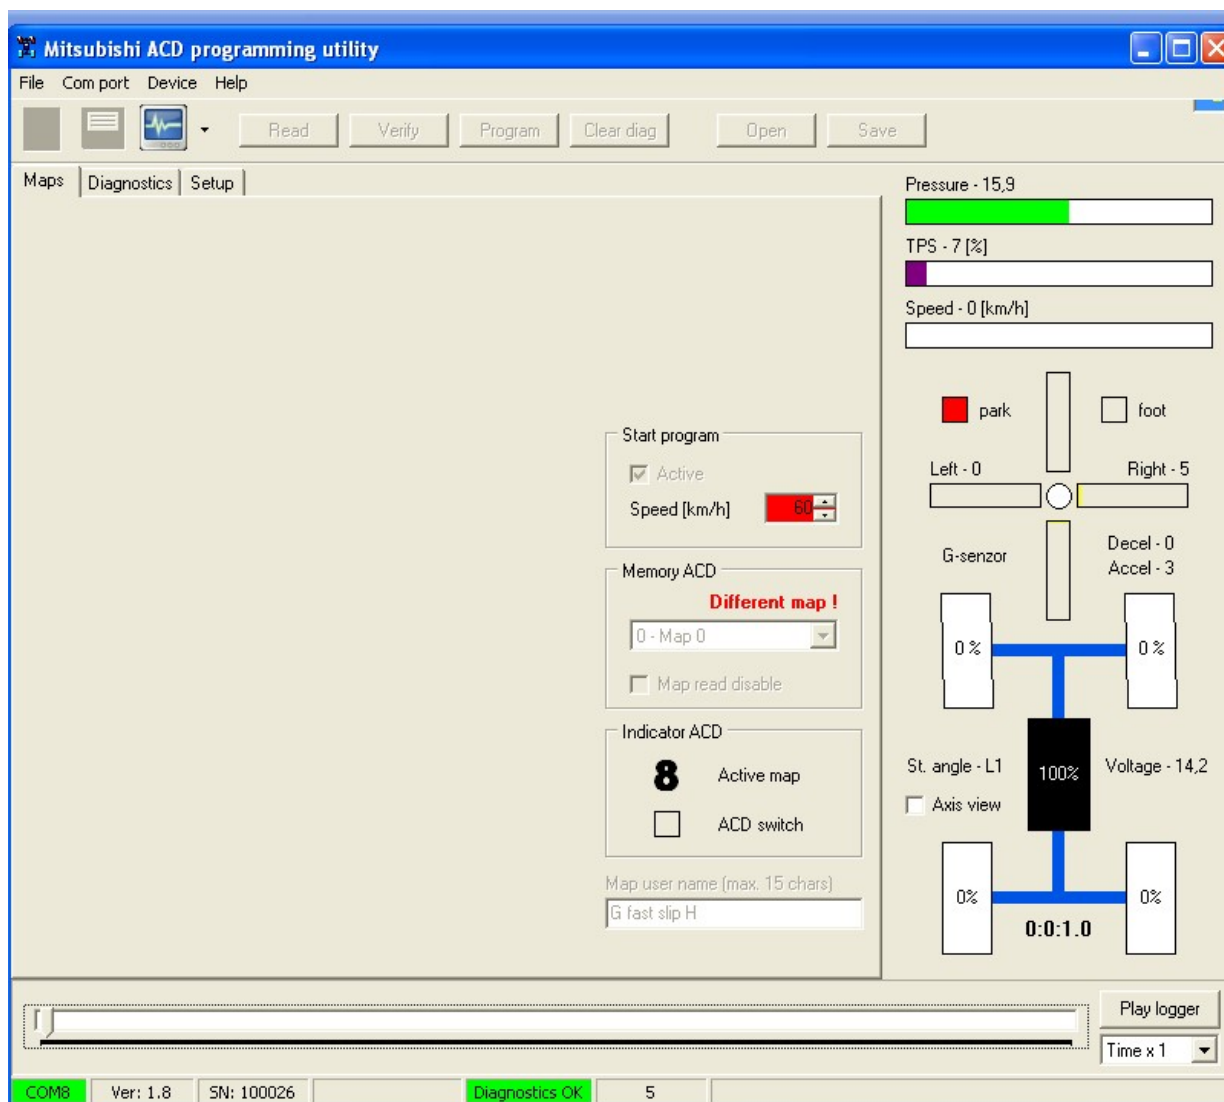 Mitsubishi ACD programming utility
File Com port Device Help
Read Verify Program Clear diag Open Save
Maps Diagnostics Setup
Pressure - 15,9
TPS - 7 [%]
Speed - 0 [km/h]
park foot
Left - 0 Right - 5
G-senzor
Decel - 0
Accel - 3
0 % 0 %
St. angle - L1 100% Voltage - 14,2
Axis view
0% 0%
0:0:1.0
Start program
Active
Speed [km/h] 60
Memory ACD
Different map !
0 - Map 0
Map read disable
Indicator ACD
8 Active map
ACD switch
Map user name (max. 15 chars)
G fast slip H
Play logger
Time x 1
COM8 Ver: 1.8 SN: 100026 Diagnostics OK 5